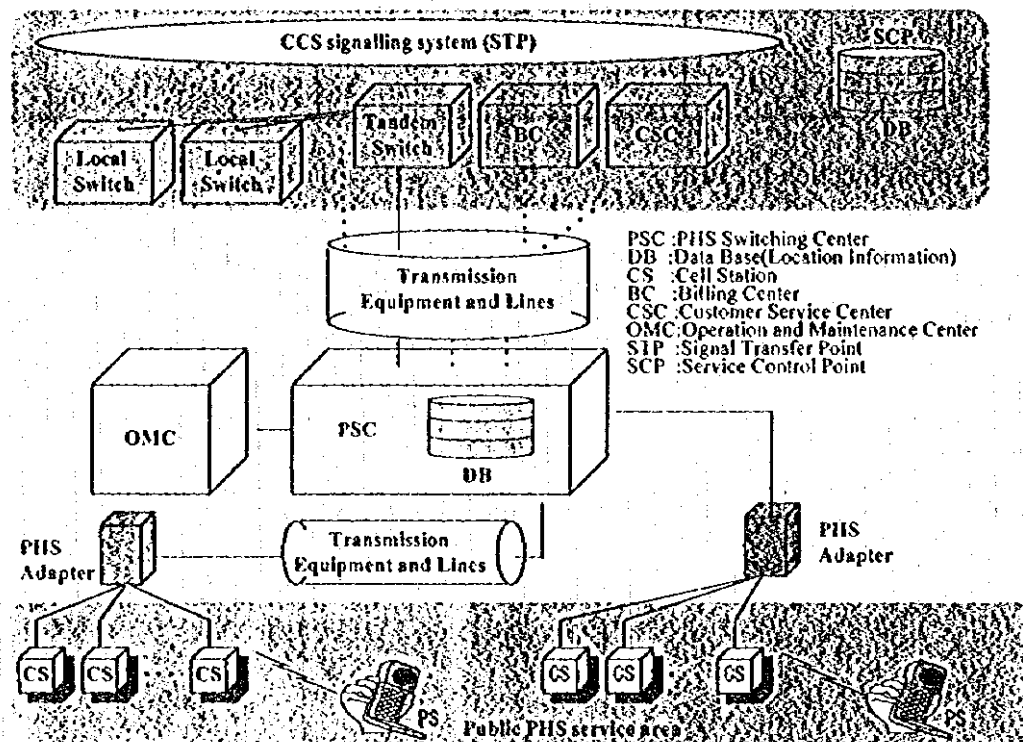 CCS signalling system (STP)
SCP
DB
Tandem
Switch
BC
CSC
Local
Switch
Local
Switch
Transmission
Equipment and Lines
PSC :PHS Switching Center
DB :Data Base(Location Information)
CS :Cell Station
BC :Billing Center
CSC :Customer Service Center
OMC:Operation and Maintenance Center
STP :Signal Transfer Point
SCP :Service Control Point
OMC
PSC
DB
PHS
Adapter
Transmission
Equipment and Lines
PHS
Adapter
CS
CS
CS
PS
CS
CS
CS
PS
Public PHS service area